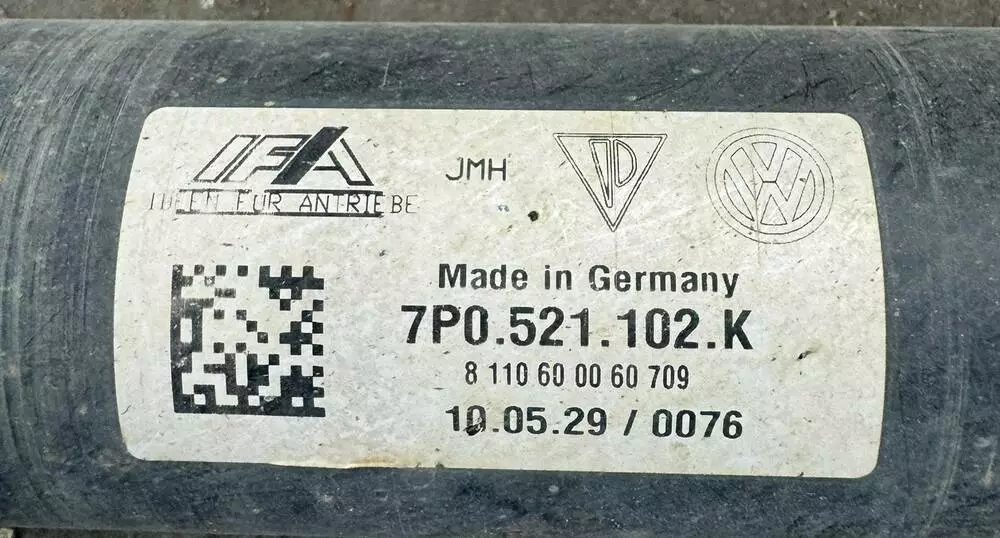 IFA
IDEEN FÜR ANTRIEBE
JMH
VW
Made in Germany
7P0.521.102.K
8 110 60 00 60 709
10.05.29 / 0076